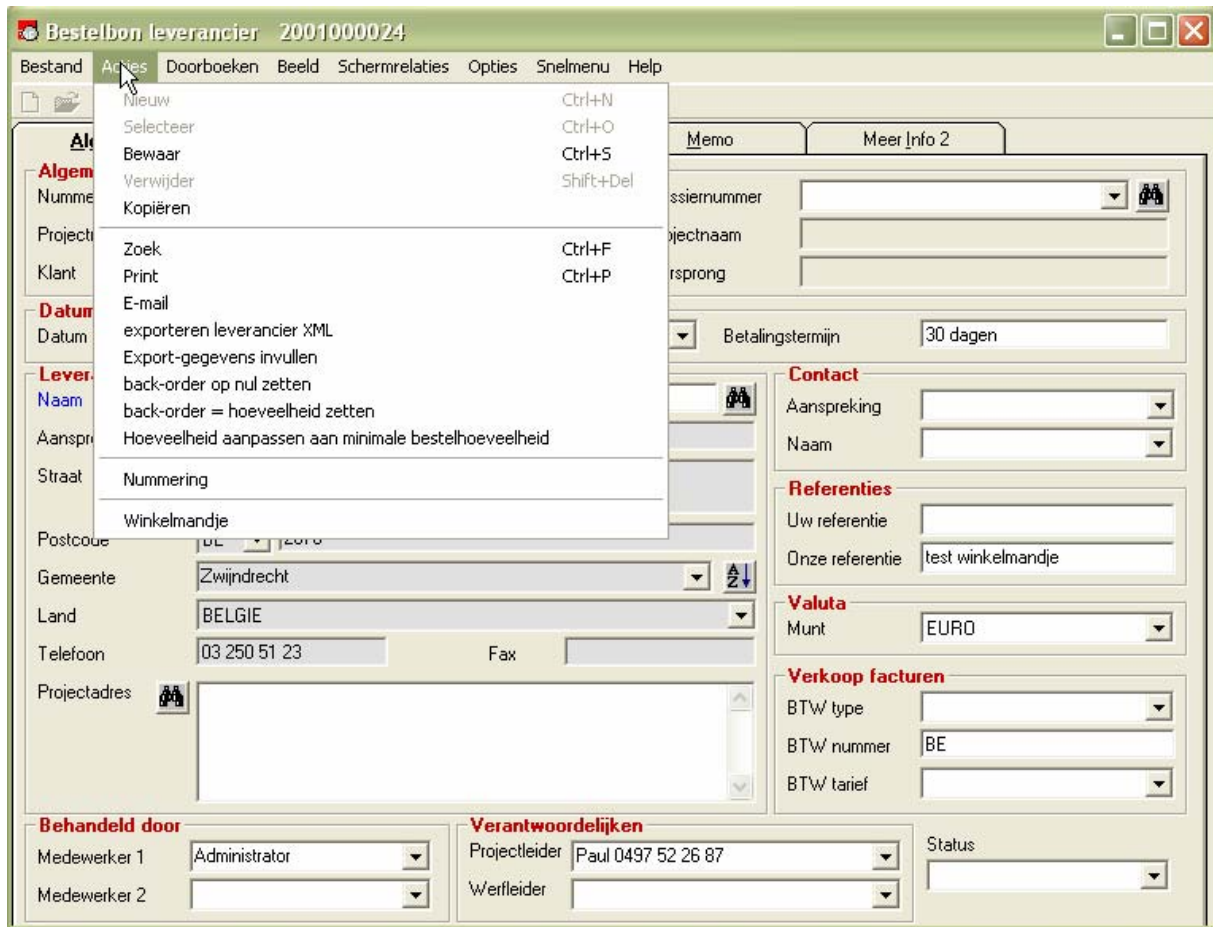 Bestelbon leverancier 2001000024
Bestand Acties Doorboeken Beeld Schermrelaties Opties Snelmenu Help
Nieuw Ctrl+N
Selecteer Ctrl+O
Bewaar Ctrl+S
Verwijder Shift+Del
Kopiëren
Zoek Ctrl+F
Print Ctrl+P
E-mail
exporteren leverancier XML
Export-gegevens invullen
back-order op nul zetten
back-order = hoeveelheid zetten
Hoeveelheid aanpassen aan minimale bestelhoeveelheid
Nummering
Winkelmandje
Memo Meer Info 2
Klant
Datum
Datum Betalingstermijn 30 dagen
Naam
Straat
Postcode BE
Gemeente Zwijndrecht
Land BELGIE
Telefoon 03 250 51 23 Fax
Projectadres
Contact
Aanspreking
Naam
Referenties
Uw referentie
Onze referentie test winkelmandje
Valuta
Munt EURO
Verkoop facturen
BTW type
BTW nummer BE
BTW tarief
Behandeld door
Medewerker 1 Administrator
Medewerker 2
Verantwoordelijken
Projectleider Paul 0497 52 26 87
Werfleider
Status